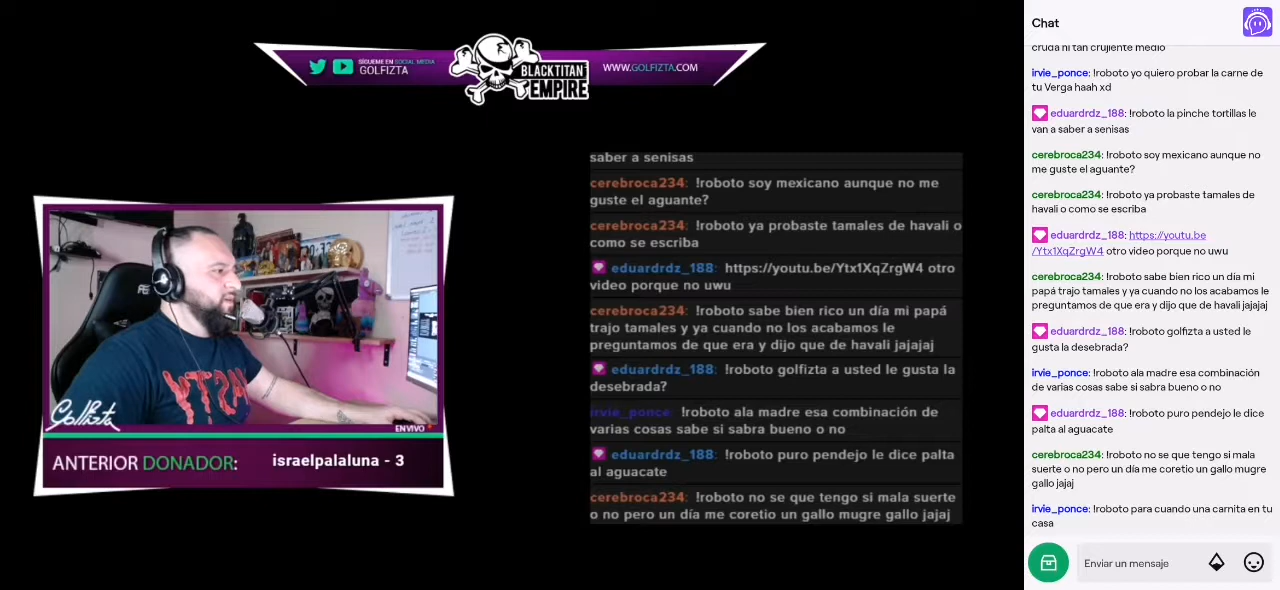 SÍGUEME EN SOCIAL MEDIA
GOLFIZTA
BLACKTITAN
EMPIRE
WWW.GOLFIZTA.COM
saber a senisas
cerebroca234: !roboto soy mexicano aunque no me
guste el aguante?
cerebroca234: !roboto ya probaste tamales de havali o
como se escriba
eduardrdz_188: https://youtu.be/Ytx1XqZrgW4 otro
video porque no uwu
cerebroca234: !roboto sabe bien rico un día mi papá
trajo tamales y ya cuando no los acabamos le
preguntamos de que era y dijo que de havali jajajaj
eduardrdz_188: !roboto golfizta a usted le gusta la
desebrada?
irvie_ponce: !roboto ala madre esa combinación de
varias cosas sabe si sabra bueno o no
eduardrdz_188: !roboto puro pendejo le dice palta
al aguacate
cerebroca234: !roboto no se que tengo si mala suerte
o no pero un día me coretio un gallo mugre gallo jajaj
Golfizta
EN VIVO
ANTERIOR DONADOR: israelpalaluna - 3
Chat
cruda ni tan crujiente medio
irvie_ponce: !roboto yo quiero probar la carne de
tu Verga haah xd
eduardrdz_188: !roboto la pinche tortillas le
van a saber a senisas
cerebroca234: !roboto soy mexicano aunque no
me guste el aguante?
cerebroca234: !roboto ya probaste tamales de
havali o como se escriba
eduardrdz_188: https://youtu.be
/Ytx1XqZrgW4 otro video porque no uwu
cerebroca234: !roboto sabe bien rico un día mi
papá trajo tamales y ya cuando no los acabamos le
preguntamos de que era y dijo que de havali jajajaj
eduardrdz_188: !roboto golfizta a usted le
gusta la desebrada?
irvie_ponce: !roboto ala madre esa combinación
de varias cosas sabe si sabra bueno o no
eduardrdz_188: !roboto puro pendejo le dice
palta al aguacate
cerebroca234: !roboto no se que tengo si mala
suerte o no pero un día me coretio un gallo mugre
gallo jajaj
irvie_ponce: !roboto para cuando una carnita en tu
casa
Enviar un mensaje